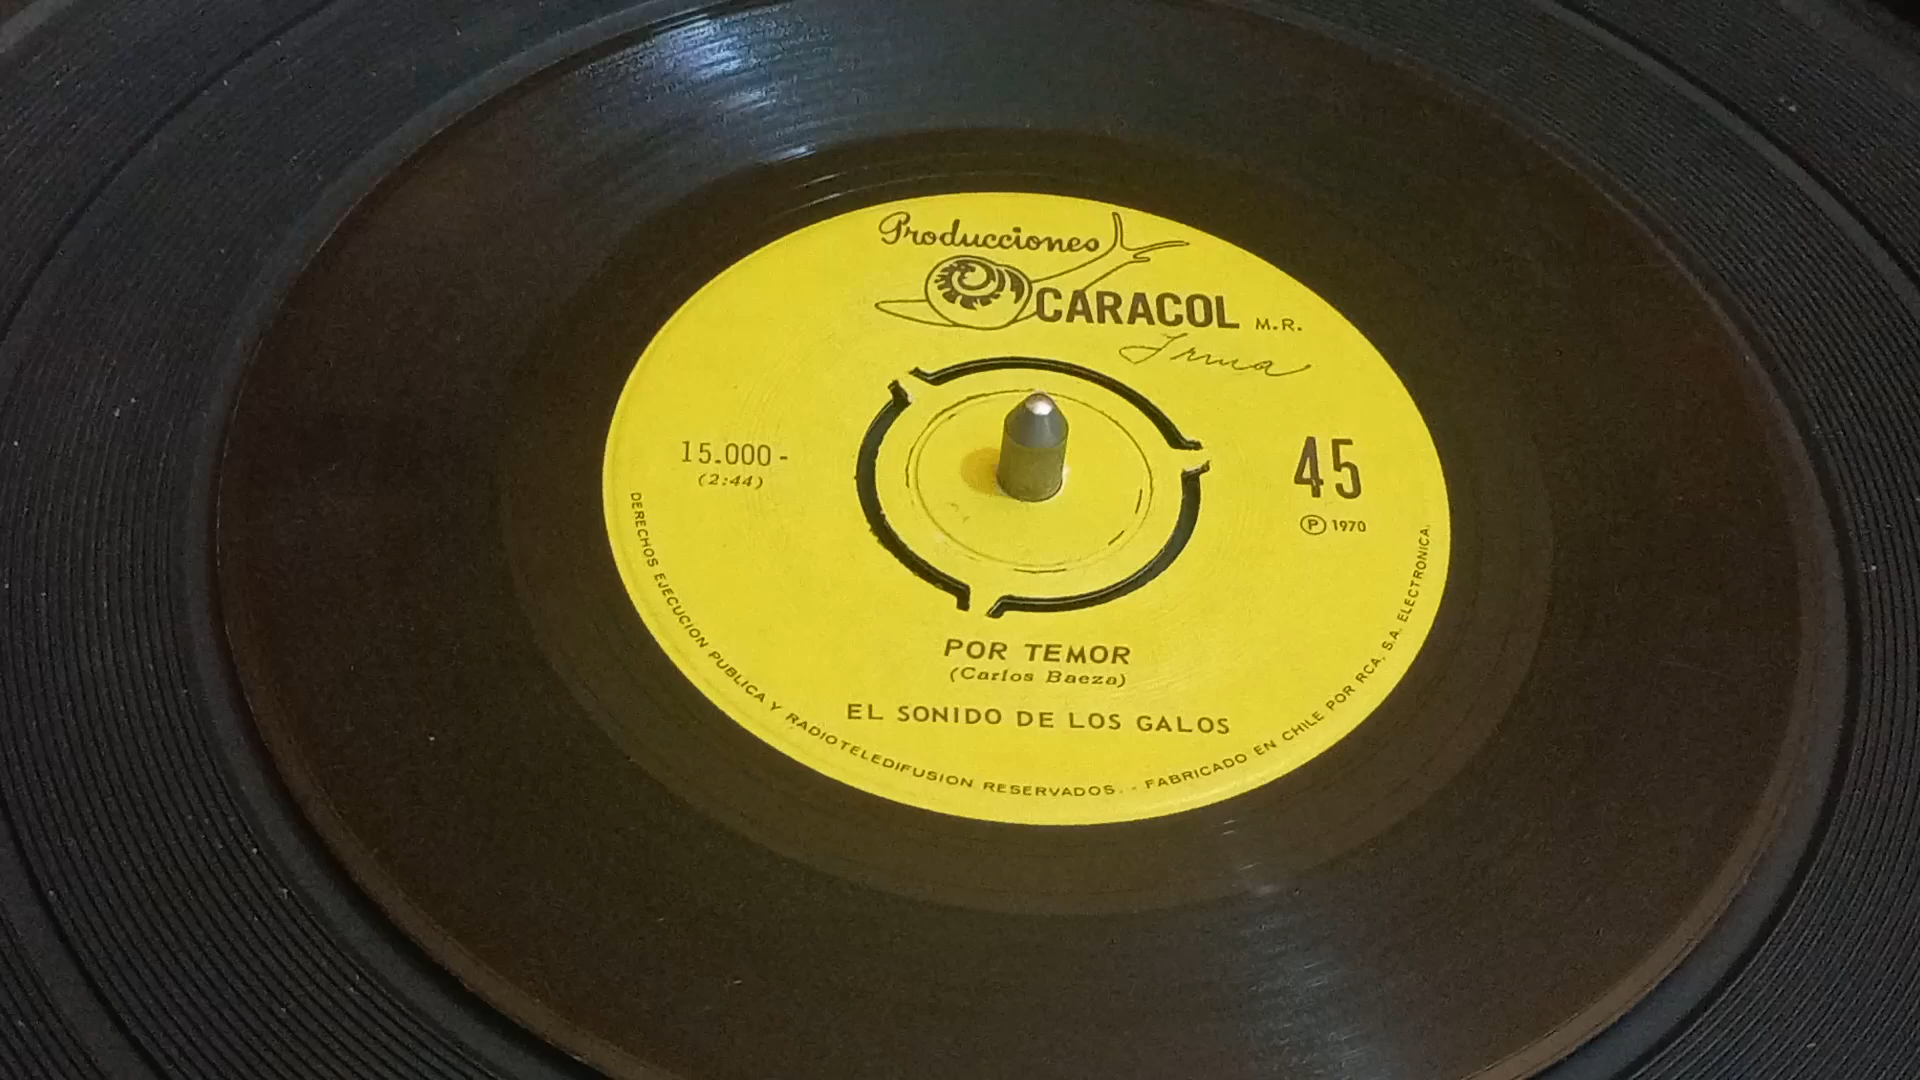 Producciones
CARACOL M.R.
Irma
15.000 -
(2:44)
45
Ⓟ 1970
POR TEMOR
(Carlos Baeza)
EL SONIDO DE LOS GALOS
DERECHOS EJECUCION PUBLICA Y RADIOTELEDIFUSION RESERVADOS. - FABRICADO EN CHILE POR RCA, S.A. ELECTRONICA.